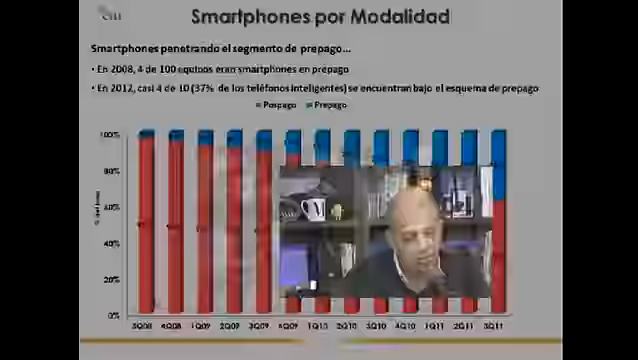 Smartphones por Modalidad
Smartphones penetrando el segmento de prepago...
• En 2008, 4 de 100 equipos eran smartphones en prepago
• En 2012, casi 4 de 10 (37% de los teléfonos inteligentes) se encuentran bajo el esquema de prepago
Pospago Prepago
100%
80%
60%
40%
20%
0%
3Q08 4Q08 1Q09 2Q09 3Q09 4Q09 1Q10 2Q10 3Q10 4Q10 1Q11 2Q11 3Q11